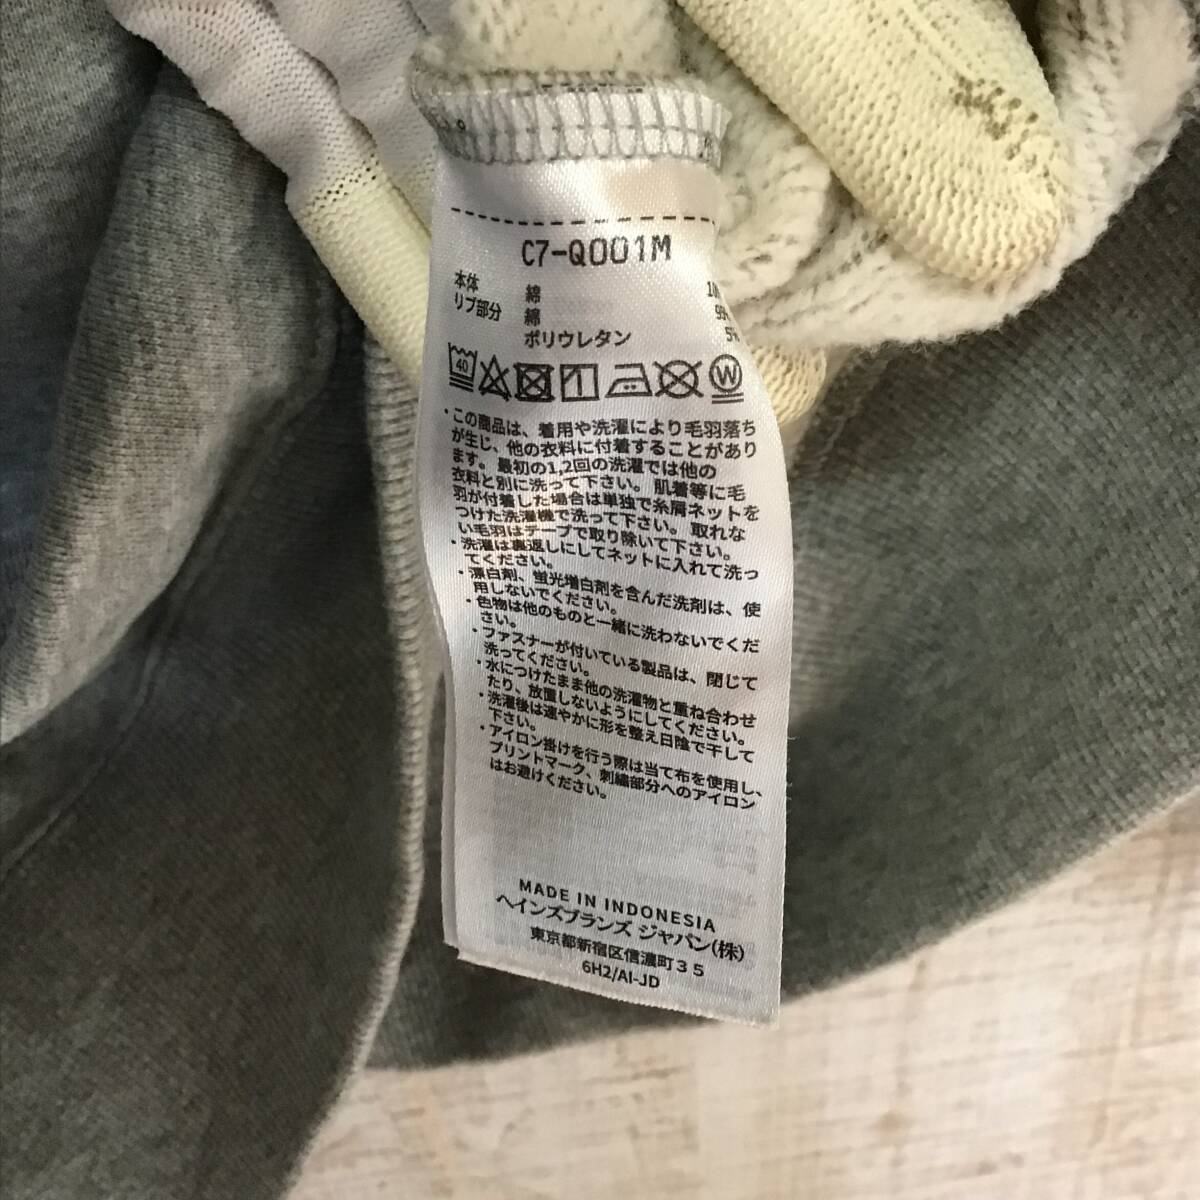 C7-Q001M
本体 綿
リブ部分 綿
ポリウレタン 5%
40
W
・この商品は、着用や洗濯により毛羽落ち
が生じ、他の衣料に付着することがあり
ます。最初の1,2回の洗濯では他の
衣料と別に洗って下さい。肌着等に毛
羽が付着した場合は単独で糸屑ネットを
つけた洗濯機で洗って下さい。取れな
い毛羽はテープで取り除いて下さい。
・洗濯は裏返しにしてネットに入れて洗っ
てください。
・漂白剤、蛍光増白剤を含んだ洗剤は、使
用しないでください。
・色物は他のものと一緒に洗わないでくだ
さい。
・ファスナーが付いている製品は、閉じて
洗ってください。
・水につけたまま他の洗濯物と重ね合わせ
たり、放置しないようにしてください。
・洗濯後は速やかに形を整え日陰で干して
下さい。
・アイロン掛けを行う際は当て布を使用し、
プリントマーク、刺繍部分へのアイロン
はお避けください。
MADE IN INDONESIA
ヘインズブランズ ジャパン(株)
東京都新宿区信濃町35
6H2/AI-JD